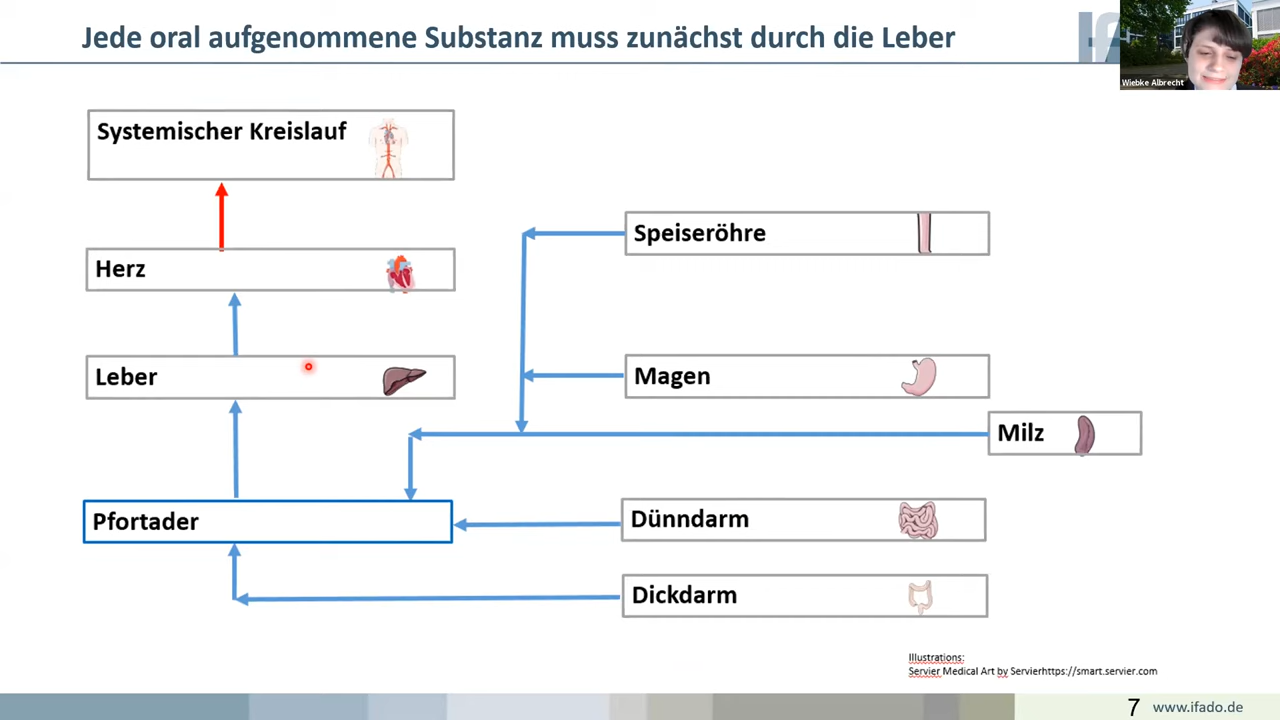 Jede oral aufgenommene Substanz muss zunächst durch die Leber
Wiebke Albrecht
Systemischer Kreislauf
Herz
Leber
Pfortader
Speiseröhre
Magen
Milz
Dünndarm
Dickdarm
Illustrations:
Servier Medical Art by Servierhttps://smart.servier.com
7
www.ifado.de